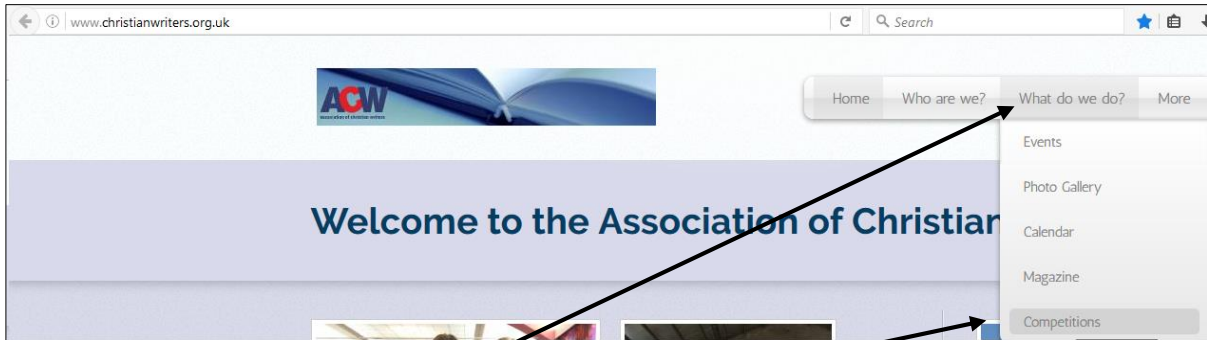 www.christianwriters.org.uk
Search
ACW
association of christian writers
Home Who are we? What do we do? More
Events
Photo Gallery
Welcome to the Association of Christian
Calendar
Magazine
Competitions